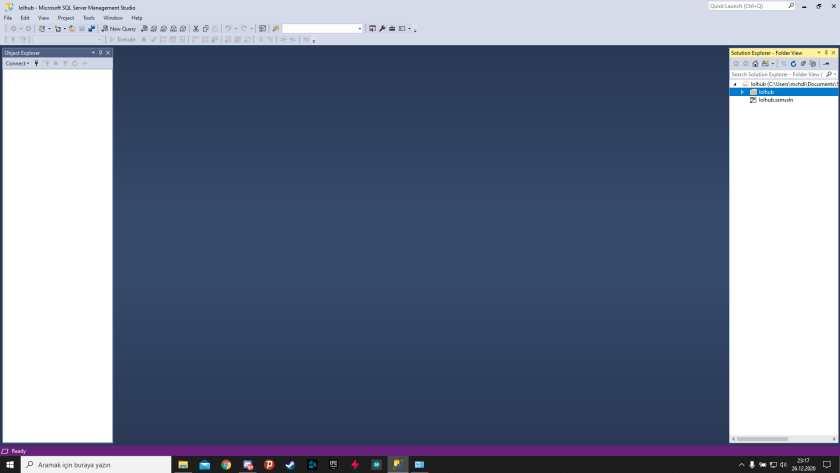 lolhub - Microsoft SQL Server Management Studio
Quick Launch (Ctrl+Q)
File Edit View Project Tools Window Help
New Query
Execute
Object Explorer
Connect
Solution Explorer - Folder View
Search Solution Explorer - Folder View (
lolhub (C:\Users\mchdi\Documents\S
lolhub
lolhub.ssmssln
Ready
Aramak için buraya yazın
EPIC
23:17
26.12.2020